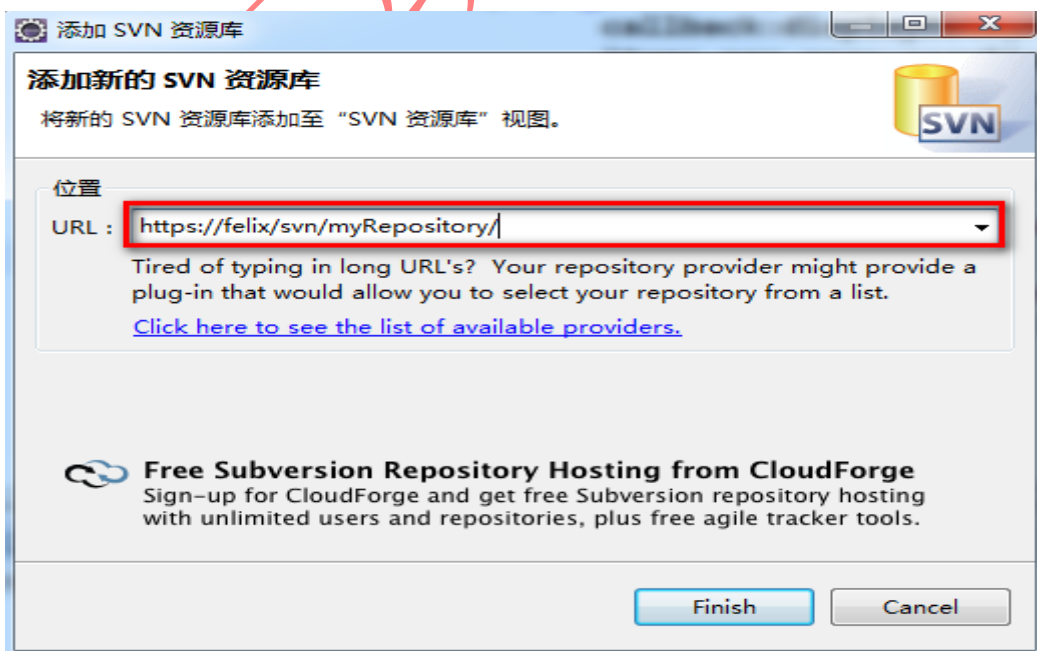 添加 SVN 资源库
添加新的 SVN 资源库
将新的 SVN 资源库添加至“SVN 资源库”视图。
SVN
位置
URL : https://felix/svn/myRepository/
Tired of typing in long URL's? Your repository provider might provide a
plug-in that would allow you to select your repository from a list.
Click here to see the list of available providers.
Free Subversion Repository Hosting from CloudForge
Sign-up for CloudForge and get free Subversion repository hosting
with unlimited users and repositories, plus free agile tracker tools.
Finish Cancel